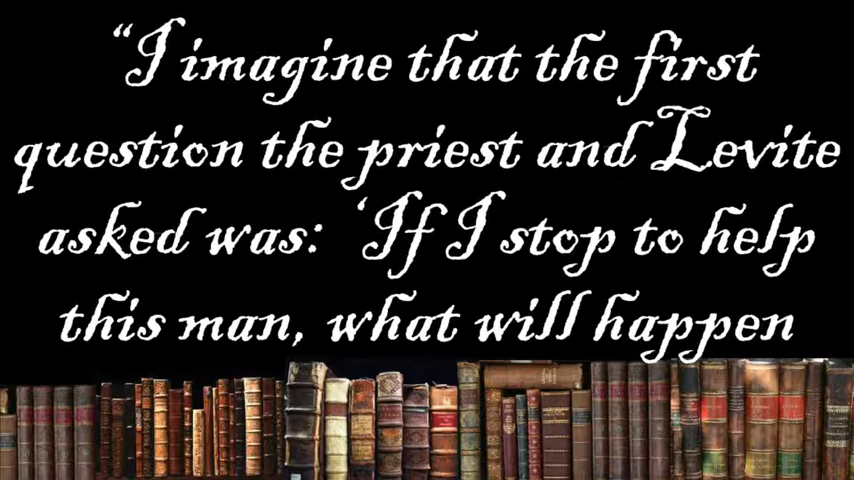 “I imagine that the first
question the priest and Levite
asked was: ‘If I stop to help
this man, what will happen